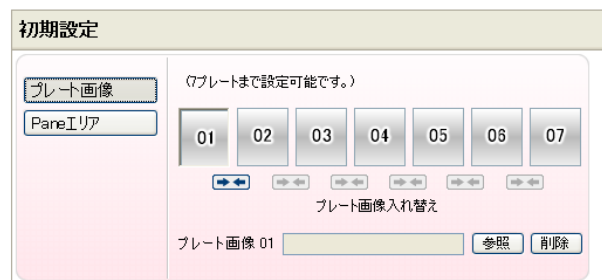 初期設定
プレート画像
Paneエリア
(7プレートまで設定可能です。)
01 02 03 04 05 06 07
プレート画像入れ替え
プレート画像 01 参照 削除